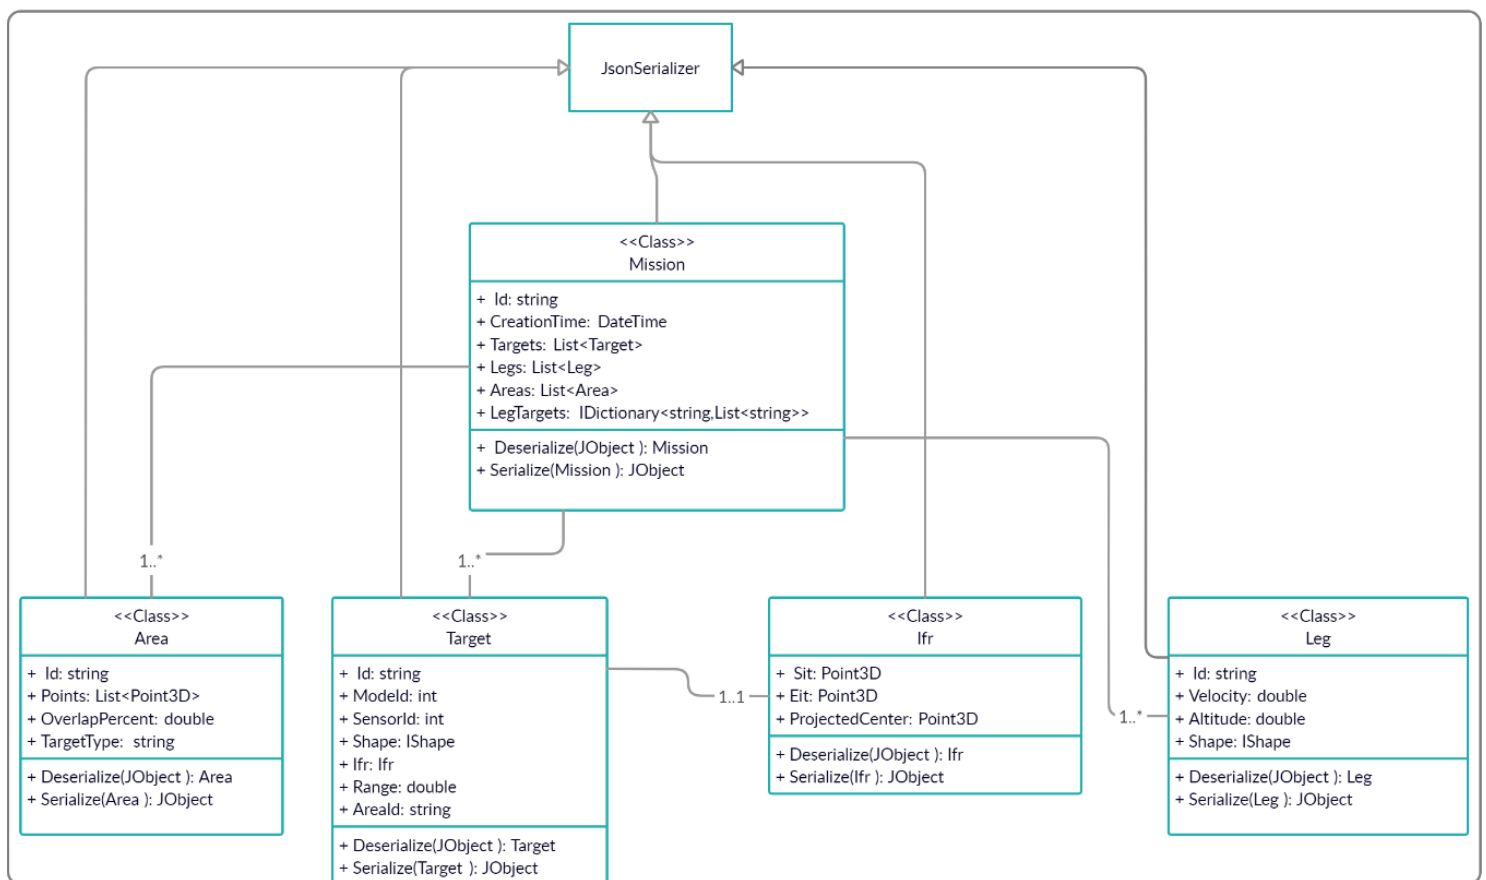 JsonSerializer
<<Class>>
Mission
+ Id: string
+ CreationTime: DateTime
+ Targets: List<Target>
+ Legs: List<Leg>
+ Areas: List<Area>
+ LegTargets: IDictionary<string,List<string>>
+ Deserialize(JObject ): Mission
+ Serialize(Mission ): JObject
1..*
1..*
<<Class>>
Area
+ Id: string
+ Points: List<Point3D>
+ OverlapPercent: double
+ TargetType: string
+ Deserialize(JObject ): Area
+ Serialize(Area ): JObject
<<Class>>
Target
+ Id: string
+ ModeId: int
+ SensorId: int
+ Shape: IShape
+ Ifr: Ifr
+ Range: double
+ AreaId: string
+ Deserialize(JObject ): Target
+ Serialize(Target ): JObject
1..1
<<Class>>
Ifr
+ Sit: Point3D
+ Eit: Point3D
+ ProjectedCenter: Point3D
+ Deserialize(JObject ): Ifr
+ Serialize(Ifr ): JObject
1..*
<<Class>>
Leg
+ Id: string
+ Velocity: double
+ Altitude: double
+ Shape: IShape
+ Deserialize(JObject ): Leg
+ Serialize(Leg ): JObject